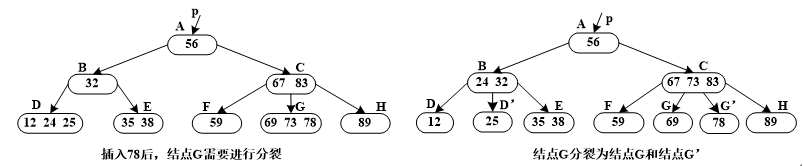 p
A
56
B
32
C
67 83
D
12 24 25
E
35 38
F
59
G
69 73 78
H
89
插入78后，结点G需要进行分裂
p
A
56
B
24 32
C
67 73 83
D
12
D’
25
E
35 38
F
59
G
69
G’
78
H
89
结点G分裂为结点G和结点G’